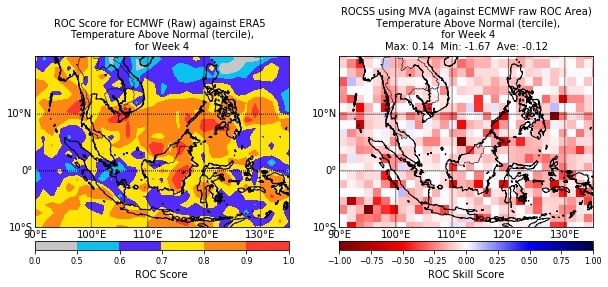 ROC Score for ECMWF (Raw) against ERA5
Temperature Above Normal (tercile),
for Week 4
10°N
0°
10°S
90°E 100°E 110°E 120°E 130°E
0.0 0.5 0.6 0.7 0.8 0.9 1.0
ROC Score
ROCSS using MVA (against ECMWF raw ROC Area)
Temperature Above Normal (tercile),
for Week 4
Max: 0.14 Min: -1.67 Ave: -0.12
10°N
0°
10°S
90°E 100°E 110°E 120°E 130°E
−1.00 −0.75 −0.50 −0.25 0.00 0.25 0.50 0.75 1.00
ROC Skill Score